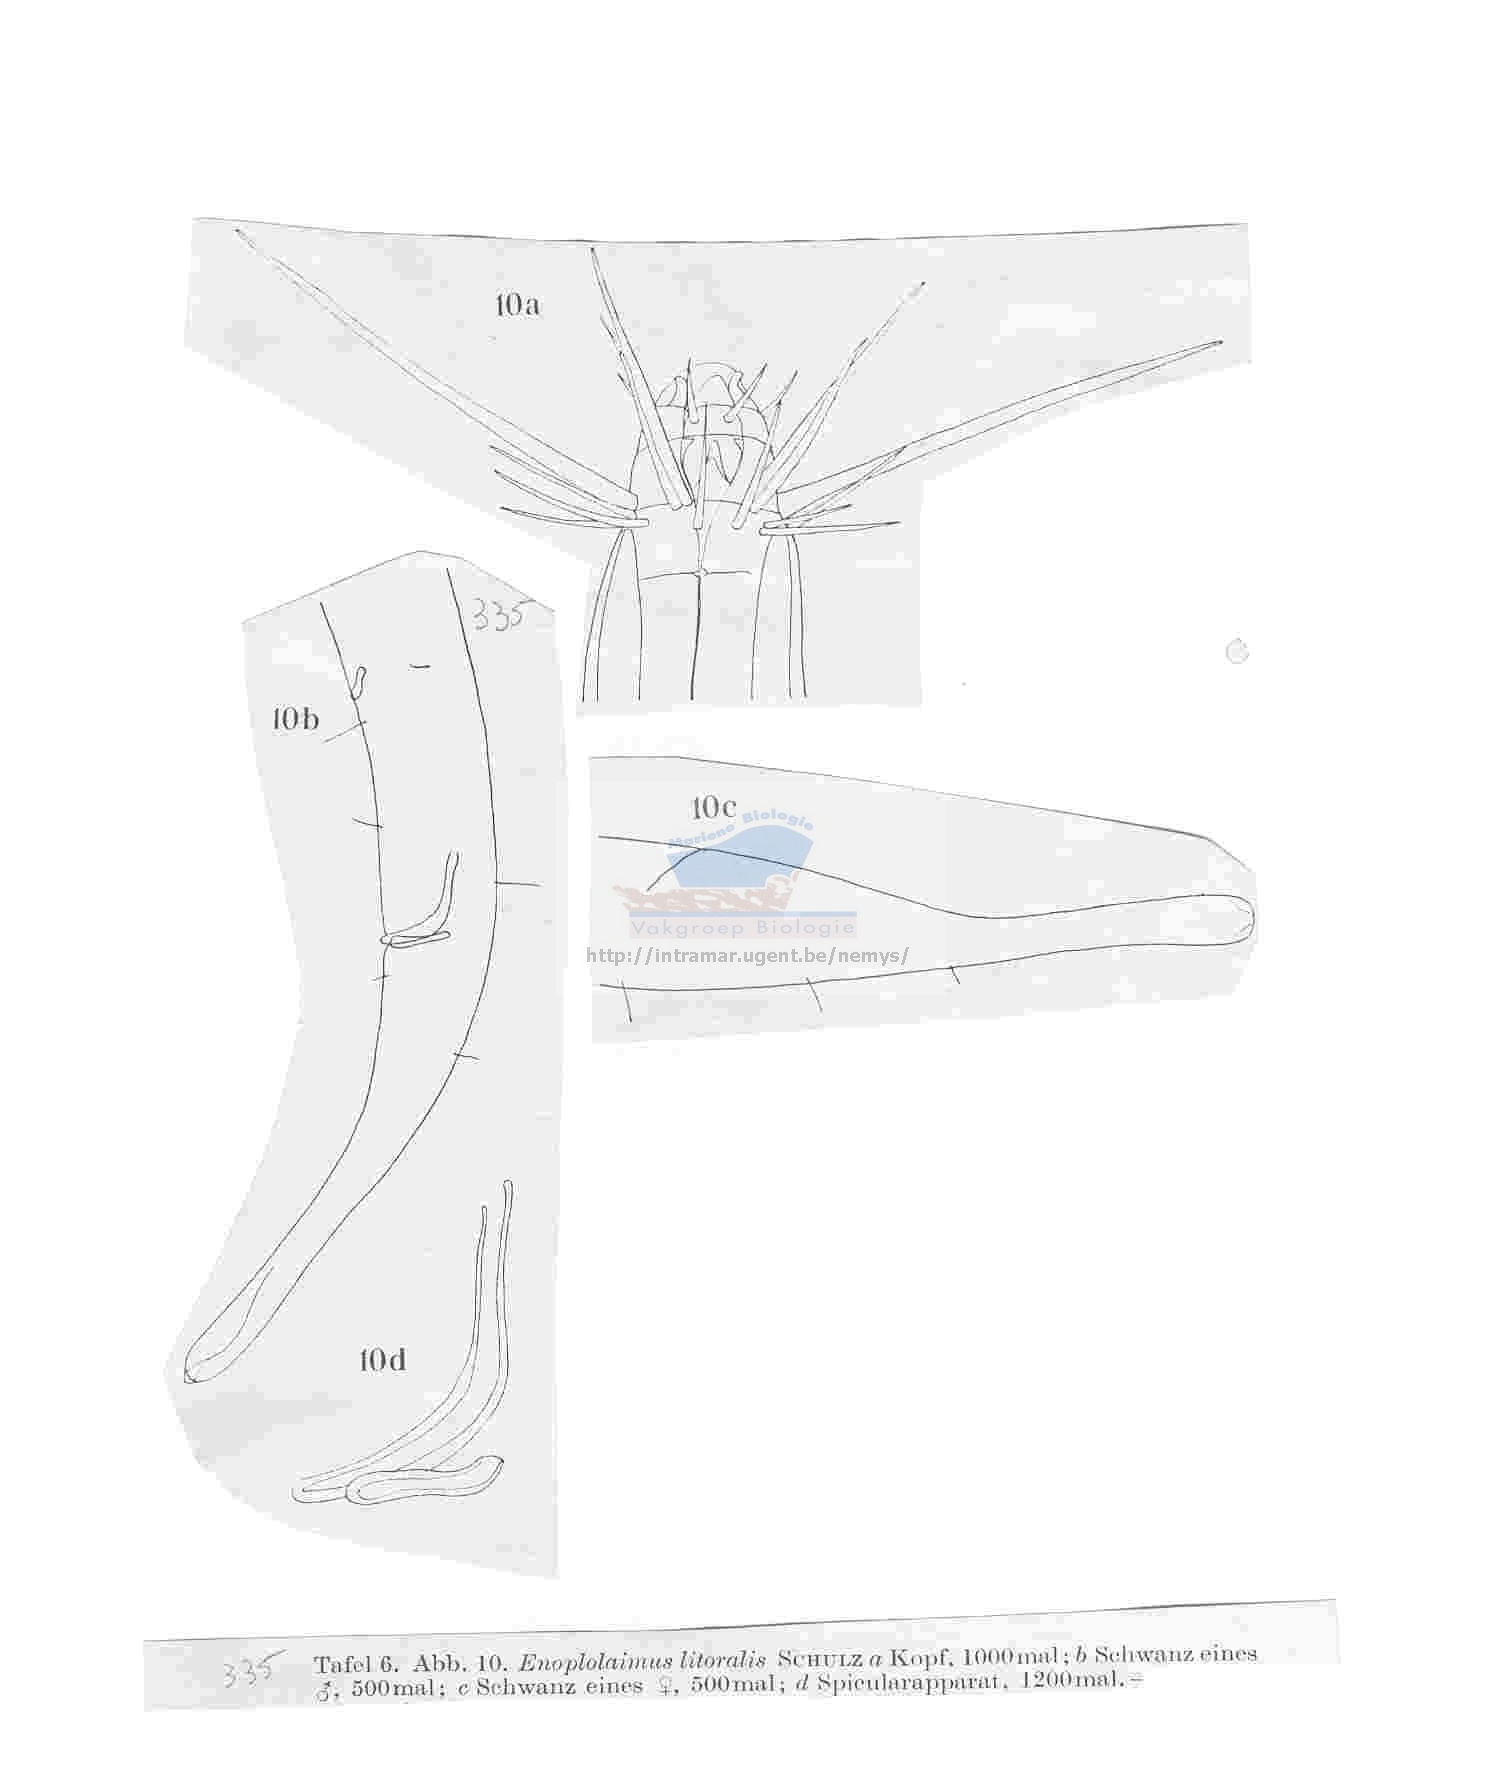 10a
335
10b
10c
Mariene Biologie
Vakgroep Biologie
http://intramar.ugent.be/nemys/
10d
335 Tafel 6. Abb. 10. Enoplolaimus litoralis SCHULZ a Kopf, 1000mal; b Schwanz eines
♂, 500mal; c Schwanz eines ♀, 500mal; d Spicularapparat, 1200mal.=